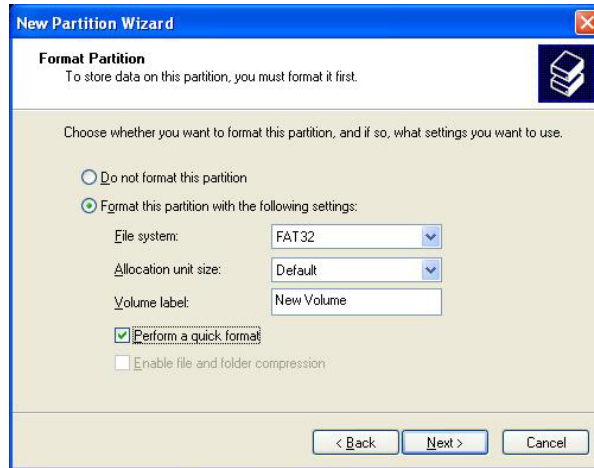 New Partition Wizard
Format Partition
To store data on this partition, you must format it first.
Choose whether you want to format this partition, and if so, what settings you want to use.
Do not format this partition
Format this partition with the following settings:
File system: FAT32
Allocation unit size: Default
Volume label: New Volume
Perform a quick format
Enable file and folder compression
< Back Next > Cancel